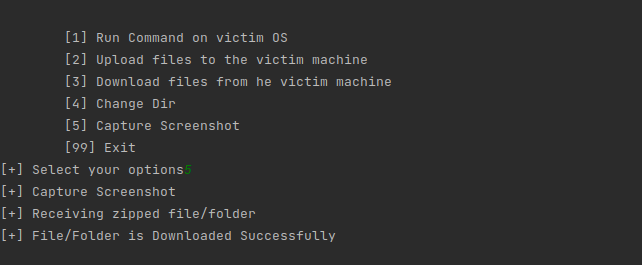 [1] Run Command on victim OS
[2] Upload files to the victim machine
[3] Download files from he victim machine
[4] Change Dir
[5] Capture Screenshot
[99] Exit
[+] Select your options5
[+] Capture Screenshot
[+] Receiving zipped file/folder
[+] File/Folder is Downloaded Successfully